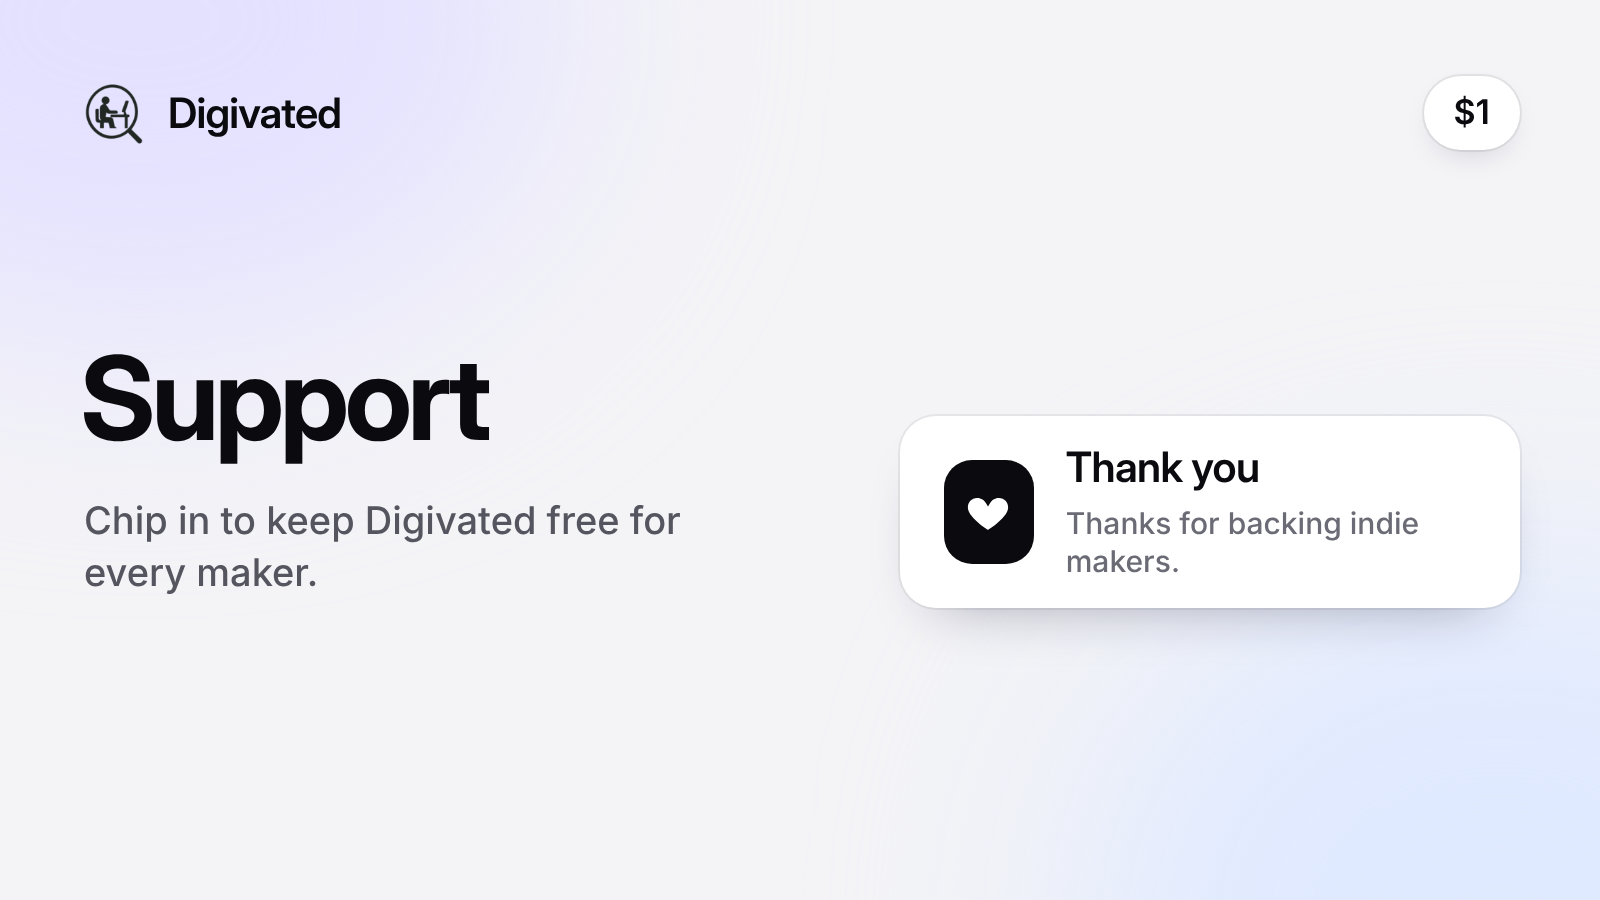 Digivated
$1
Support
Chip in to keep Digivated free for
every maker.
Thank you
Thanks for backing indie
makers.